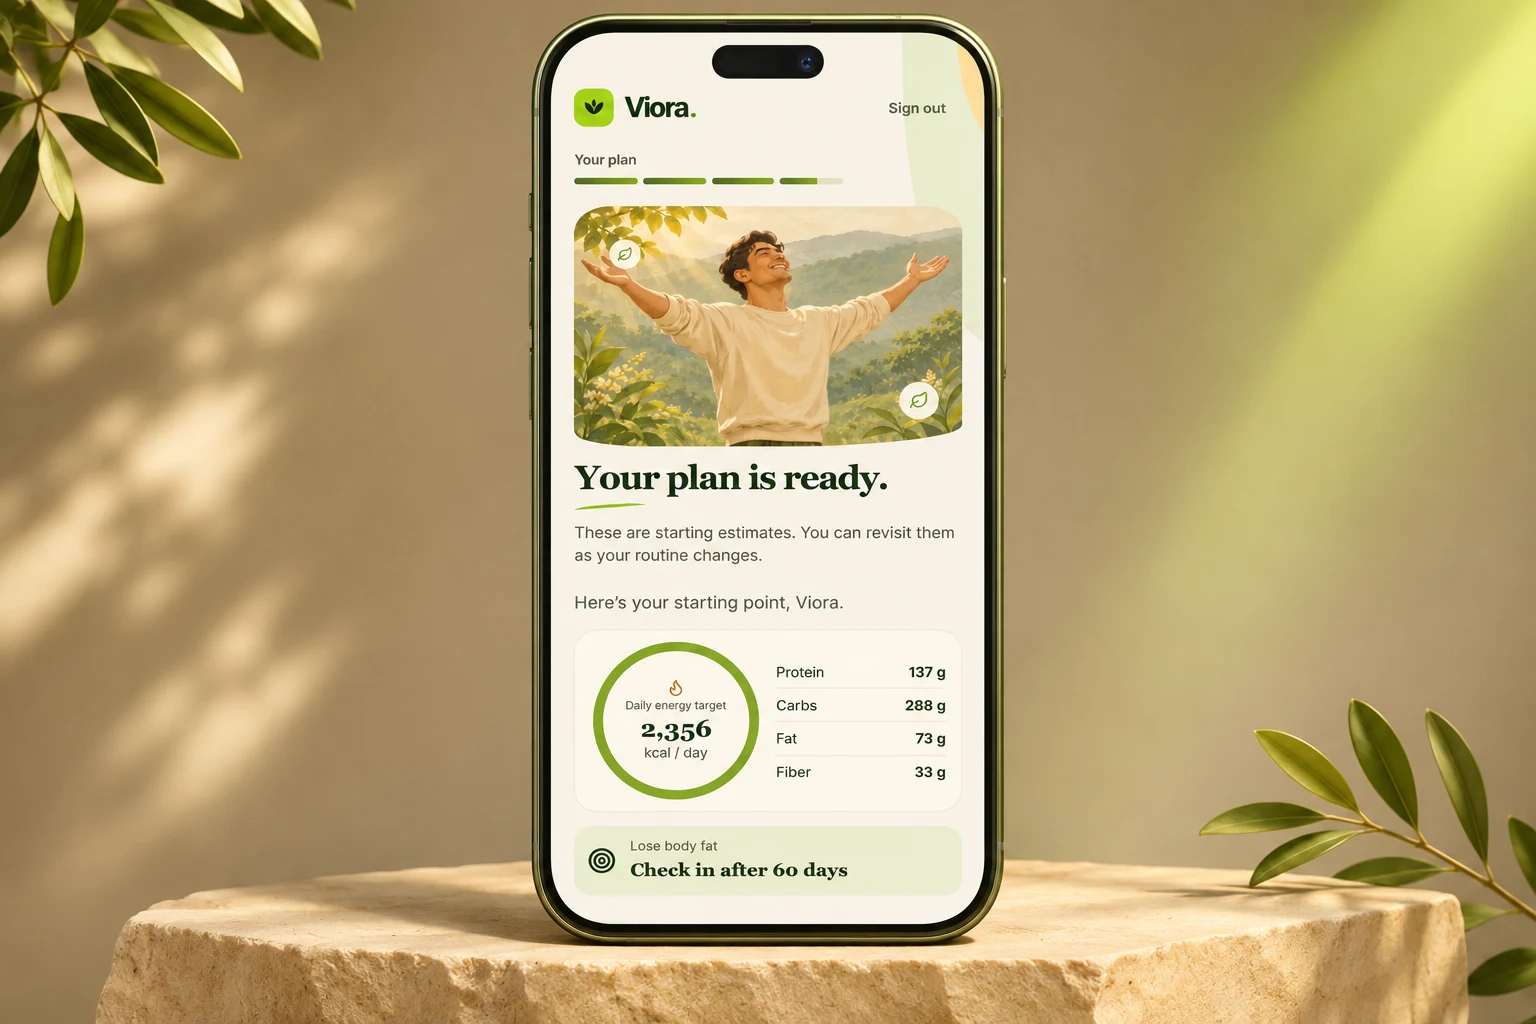 Viora.
Sign out
Your plan
Your plan is ready.
These are starting estimates. You can revisit them
as your routine changes.
Here's your starting point, Viora.
Daily energy target
2,356
kcal / day
Protein 137 g
Carbs 288 g
Fat 73 g
Fiber 33 g
Lose body fat
Check in after 60 days